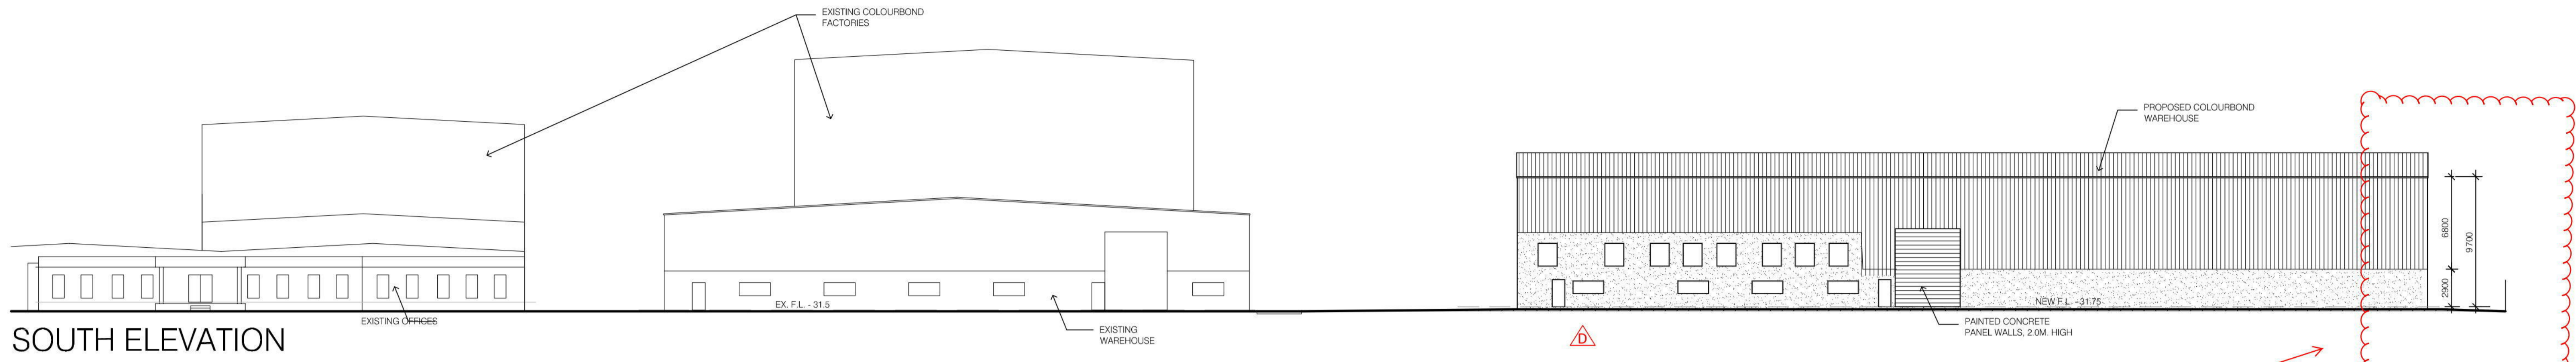 EXISTING COLOURBOND
FACTORIES
PROPOSED COLOURBOND
WAREHOUSE
6800
9700
2900
EX. F.L. - 31.5
NEW F.L. -31.75
EXISTING OFFICES
EXISTING
WAREHOUSE
D
PAINTED CONCRETE
PANEL WALLS, 2.0M. HIGH
SOUTH ELEVATION